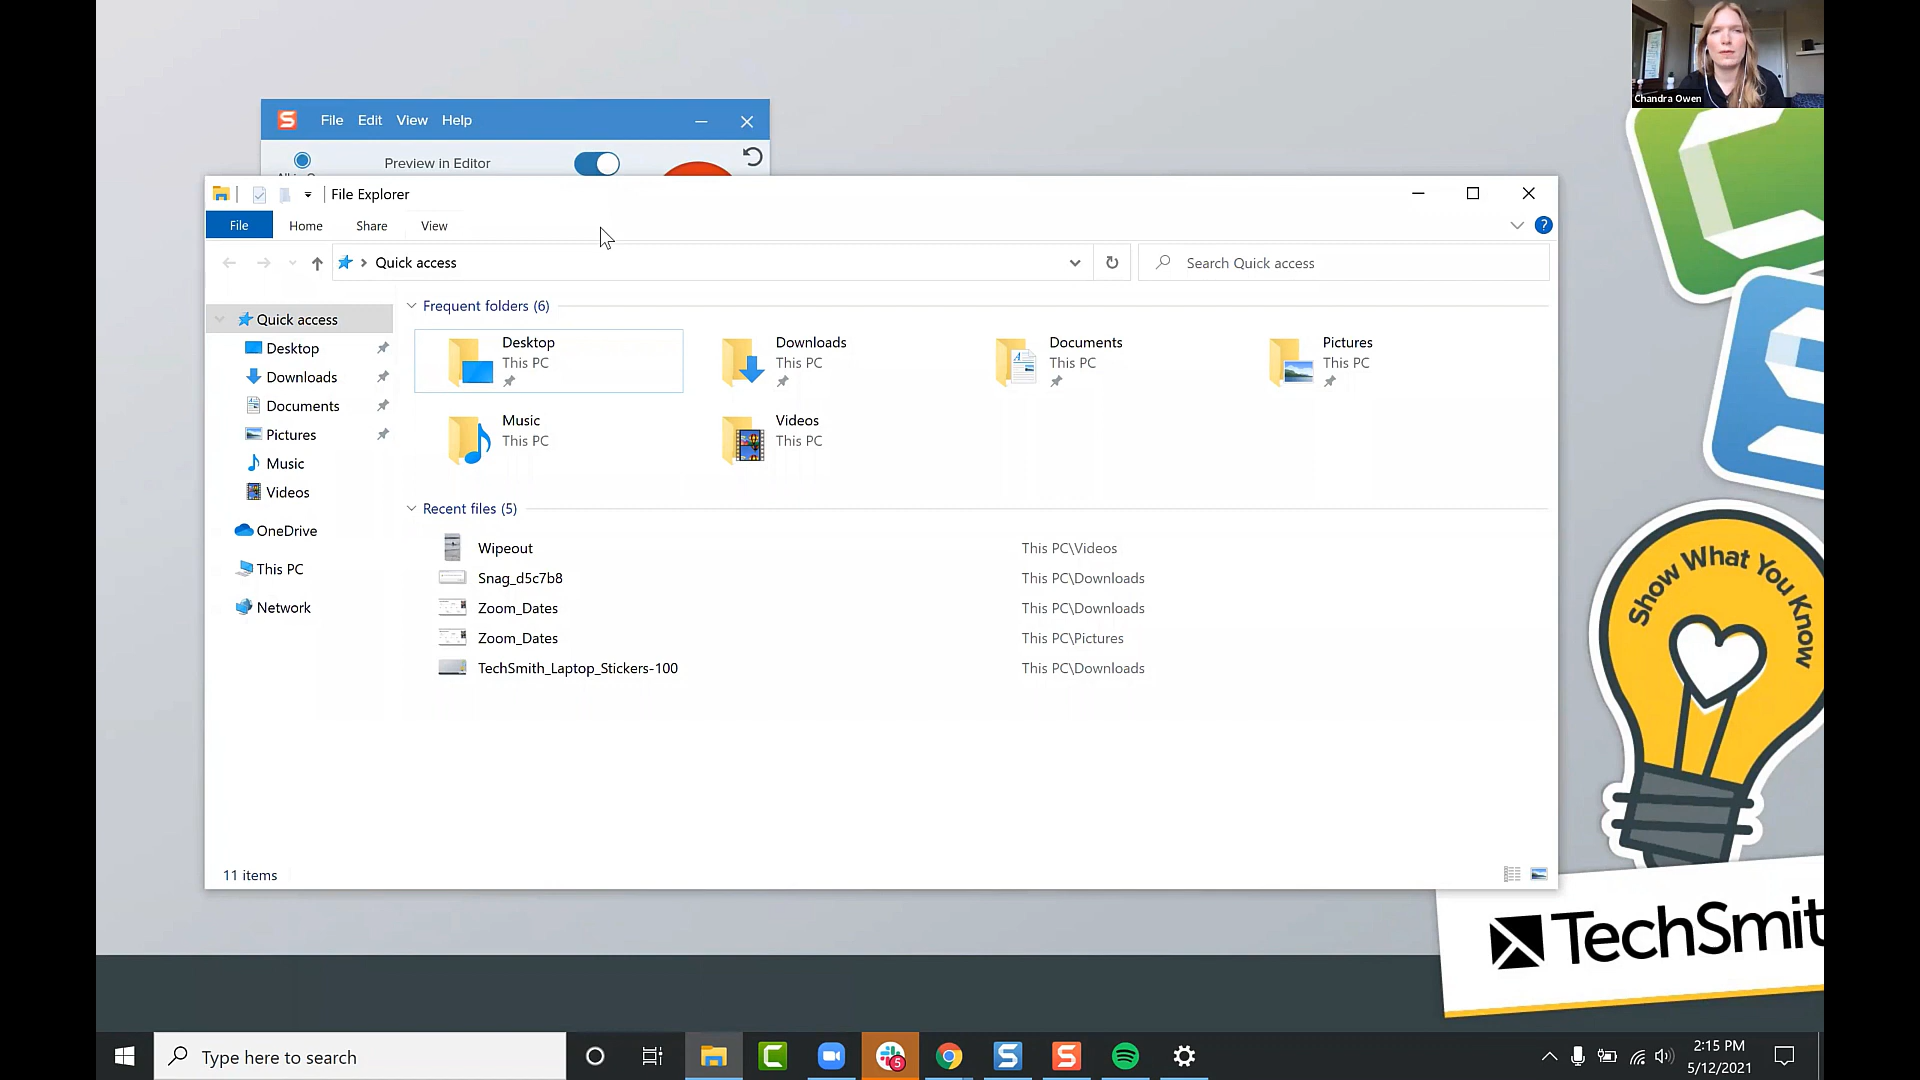 Chandra Owen
File Edit View Help
Preview in Editor
File Explorer
File Home Share View
Quick access
Search Quick access
Quick access
Desktop
Downloads
Documents
Pictures
Music
Videos
OneDrive
This PC
Network
Frequent folders (6)
Desktop
This PC
Downloads
This PC
Documents
This PC
Pictures
This PC
Music
This PC
Videos
This PC
Recent files (5)
Wipeout This PC\Videos
Snag_d5c7b8 This PC\Downloads
Zoom_Dates This PC\Downloads
Zoom_Dates This PC\Pictures
TechSmith_Laptop_Stickers-100 This PC\Downloads
11 items
Show What You Know
TechSmit
Type here to search
5
2:15 PM
5/12/2021